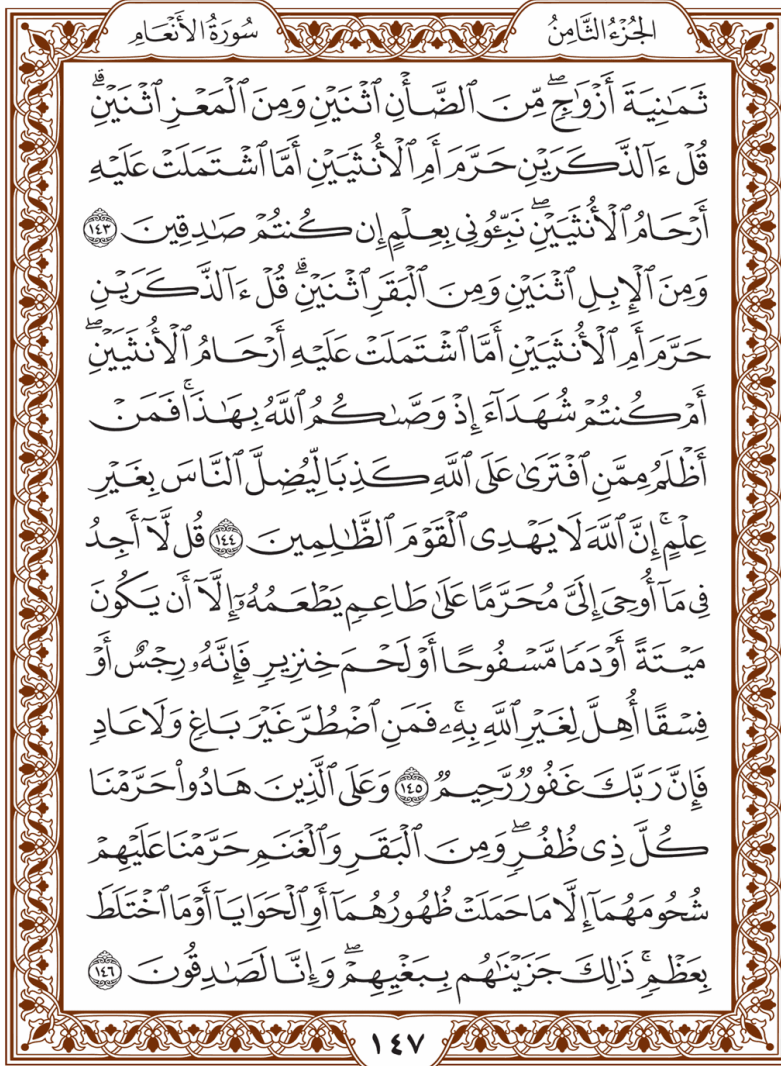 الجُزْءُ الثَّامِنُ
سُورَةُ الأَنْعَامِ
ثَمَٰنِيَةَ أَزْوَٰجٖۖ مِّنَ ٱلضَّأۡنِ ٱثۡنَيۡنِ وَمِنَ ٱلۡمَعۡزِ ٱثۡنَيۡنِۗ
قُلۡ ءَآلذَّكَرَيۡنِ حَرَّمَ أَمِ ٱلۡأُنثَيَيۡنِ أَمَّا ٱشۡتَمَلَتۡ عَلَيۡهِ
أَرۡحَامُ ٱلۡأُنثَيَيۡنِۖ نَبِّـُٔونِي بِعِلۡمٍ إِن كُنتُمۡ صَٰدِقِينَ ١٤٣
وَمِنَ ٱلۡإِبِلِ ٱثۡنَيۡنِ وَمِنَ ٱلۡبَقَرِ ٱثۡنَيۡنِۗ قُلۡ ءَآلذَّكَرَيۡنِ
حَرَّمَ أَمِ ٱلۡأُنثَيَيۡنِ أَمَّا ٱشۡتَمَلَتۡ عَلَيۡهِ أَرۡحَامُ ٱلۡأُنثَيَيۡنِۖ
أَمۡ كُنتُمۡ شُهَدَآءَ إِذۡ وَصَّىٰكُمُ ٱللَّهُ بِهَٰذَاۚ فَمَنۡ
أَظۡلَمُ مِمَّنِ ٱفۡتَرَىٰ عَلَى ٱللَّهِ كَذِبٗا لِّيُضِلَّ ٱلنَّاسَ بِغَيۡرِ
عِلۡمٍۚ إِنَّ ٱللَّهَ لَا يَهۡدِي ٱلۡقَوۡمَ ٱلظَّٰلِمِينَ ١٤٤ قُل لَّآ أَجِدُ
فِي مَآ أُوحِيَ إِلَيَّ مُحَرَّمًا عَلَىٰ طَاعِمٖ يَطۡعَمُهُۥٓ إِلَّآ أَن يَكُونَ
مَيۡتَةً أَوۡ دَمٗا مَّسۡفُوحًا أَوۡ لَحۡمَ خِنزِيرٖ فَإِنَّهُۥ رِجۡسٌ أَوۡ
فِسۡقًا أُهِلَّ لِغَيۡرِ ٱللَّهِ بِهِۦۚ فَمَنِ ٱضۡطُرَّ غَيۡرَ بَاغٖ وَلَا عَادٖ
فَإِنَّ رَبَّكَ غَفُورٞ رَّحِيمٞ ١٤٥ وَعَلَى ٱلَّذِينَ هَادُواْ حَرَّمۡنَا
كُلَّ ذِي ظُفُرٖۖ وَمِنَ ٱلۡبَقَرِ وَٱلۡغَنَمِ حَرَّمۡنَا عَلَيۡهِمۡ
شُحُومَهُمَآ إِلَّا مَا حَمَلَتۡ ظُهُورُهُمَآ أَوِ ٱلۡحَوَايَآ أَوۡ مَا ٱخۡتَلَطَ
بِعَظۡمٖۚ ذَٰلِكَ جَزَيۡنَٰهُم بِبَغۡيِهِمۡۖ وَإِنَّا لَصَٰدِقُونَ ١٤٦
١٤٧